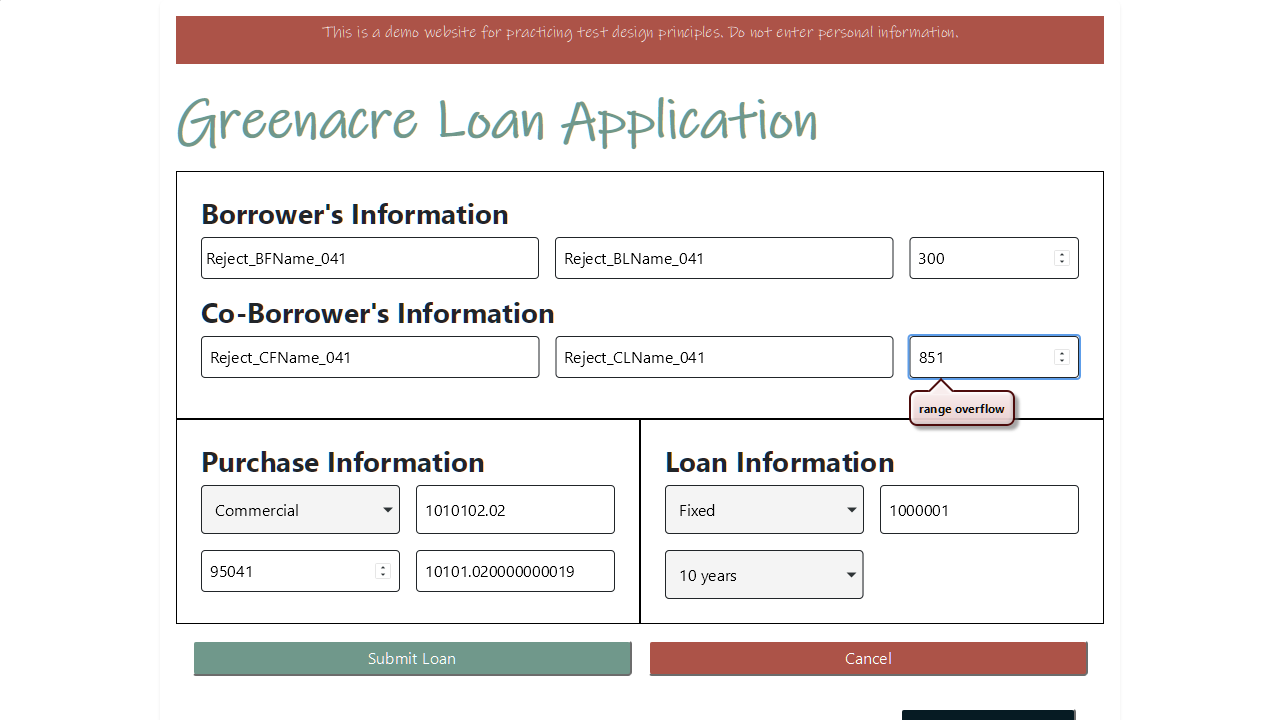 This is a demo website for practicing test design principles. Do not enter personal information.
Greenacre Loan Application
Borrower's Information
Reject_BFName_041 Reject_BLName_041 300
Co-Borrower's Information
Reject_CFName_041 Reject_CLName_041 851
range overflow
Purchase Information
Commercial 1010102.02
95041 10101.020000000019
Loan Information
Fixed 1000001
10 years
Submit Loan Cancel